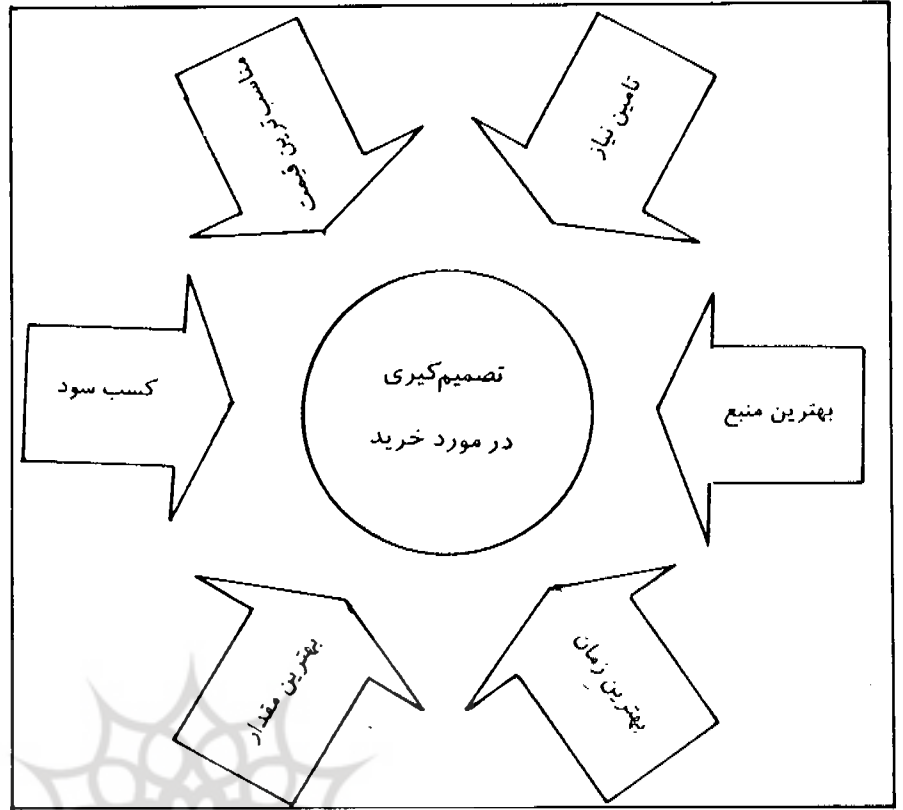 تامین نیاز
مناسب‌ترین قیمت
بهترین منبع
تصمیم‌گیری
در مورد خرید
کسب سود
بهترین زمان
بهترین مقدار